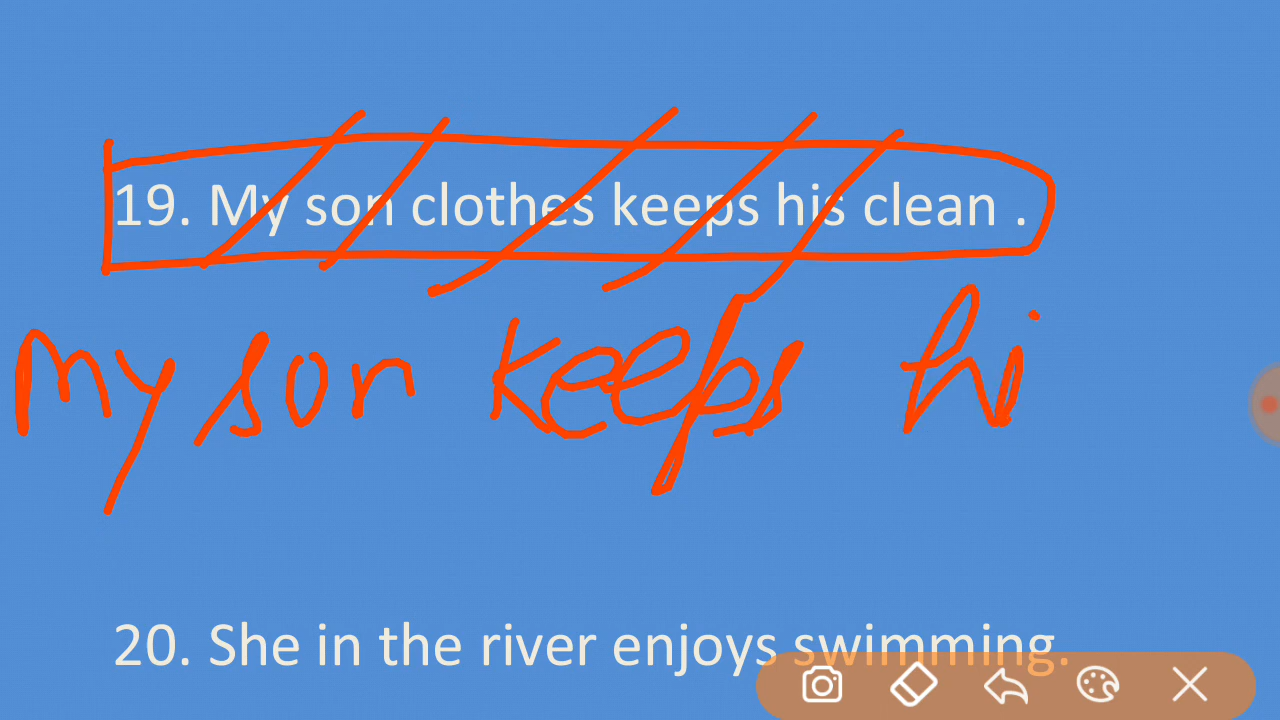 19. My son clothes keeps his clean .
My son keeps hi
20. She in the river enjoys swimming.